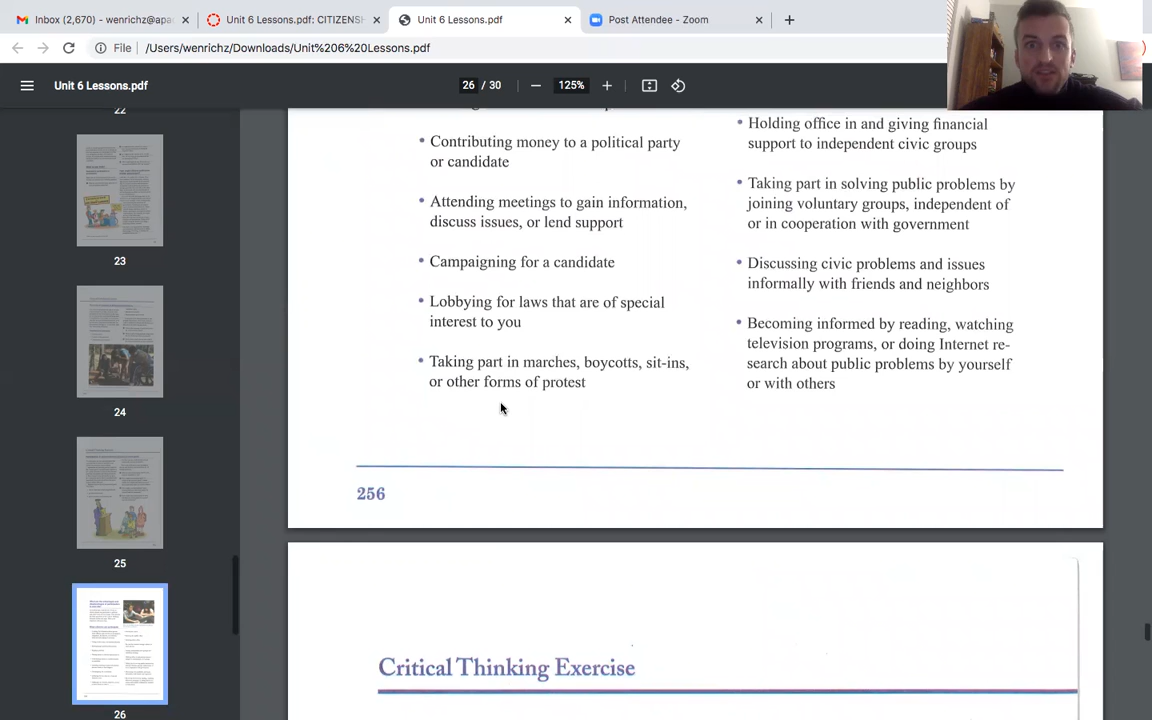 Inbox (2,670) - wenrichz@apa
Unit 6 Lessons.pdf: CITIZENSH
Unit 6 Lessons.pdf
Post Attendee - Zoom
File
/Users/wenrichz/Downloads/Unit%206%20Lessons.pdf
Unit 6 Lessons.pdf
26 / 30
125%
22
23
24
25
26
• Contributing money to a political party
or candidate
• Attending meetings to gain information,
discuss issues, or lend support
• Campaigning for a candidate
• Lobbying for laws that are of special
interest to you
• Taking part in marches, boycotts, sit-ins,
or other forms of protest
• Holding office in and giving financial
support to independent civic groups
• Taking part in solving public problems by
joining voluntary groups, independent of
or in cooperation with government
• Discussing civic problems and issues
informally with friends and neighbors
• Becoming informed by reading, watching
television programs, or doing Internet re-
search about public problems by yourself
or with others
256
Critical Thinking Exercise